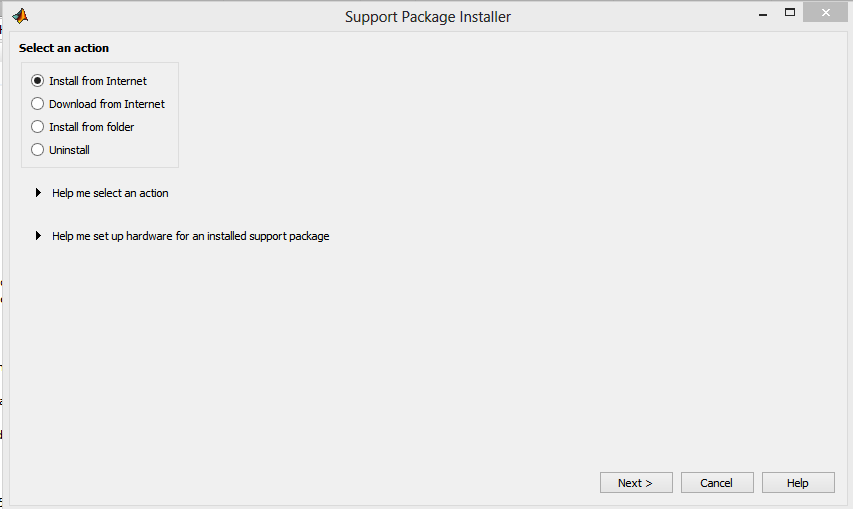 Support Package Installer
Select an action
Install from Internet
Download from Internet
Install from folder
Uninstall
Help me select an action
Help me set up hardware for an installed support package
Next >
Cancel
Help